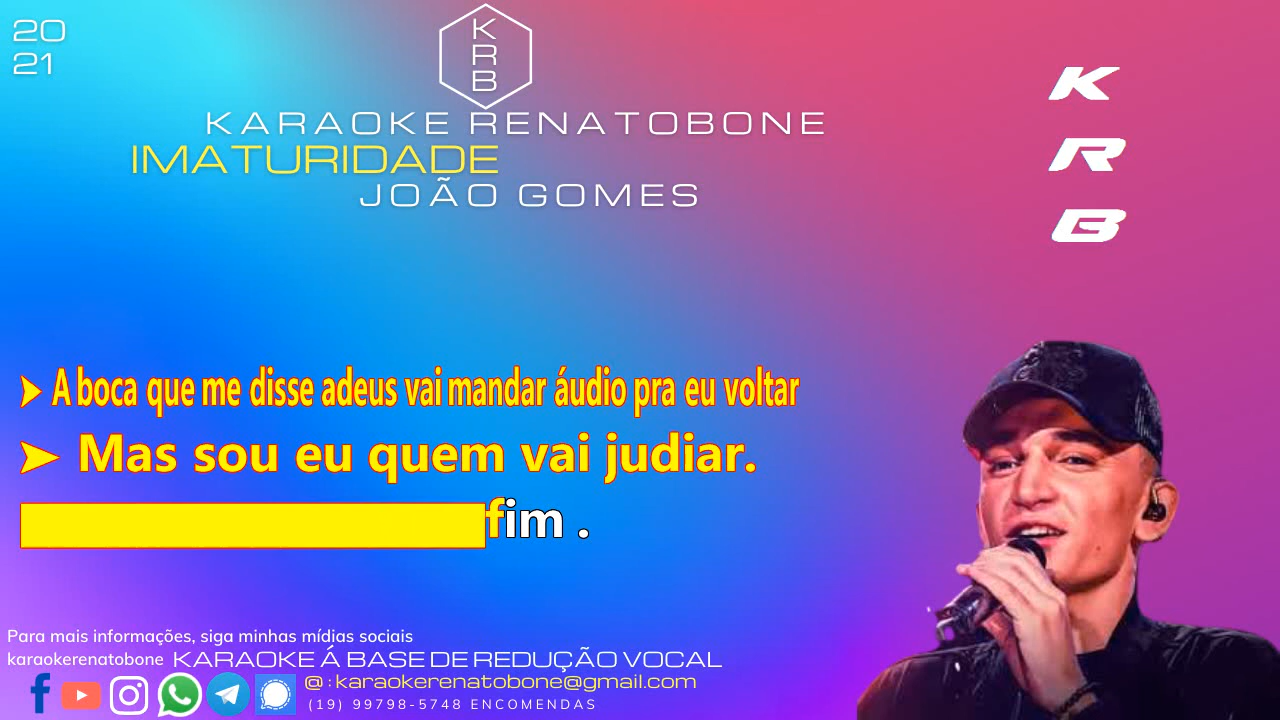 20
21
K
R
B
KARAOKE RENATOBONE
IMATURIDADE
JOÃO GOMES
K
R
B
➤ A boca que me disse adeus vai mandar áudio pra eu voltar
➤ Mas sou eu quem vai judiar.
fim .
Para mais informações, siga minhas mídias sociais
karaokerenatobone KARAOKE Á BASE DE REDUÇÃO VOCAL
@ : karaokerenatobone@gmail.com
(19) 99798-5748 ENCOMENDAS